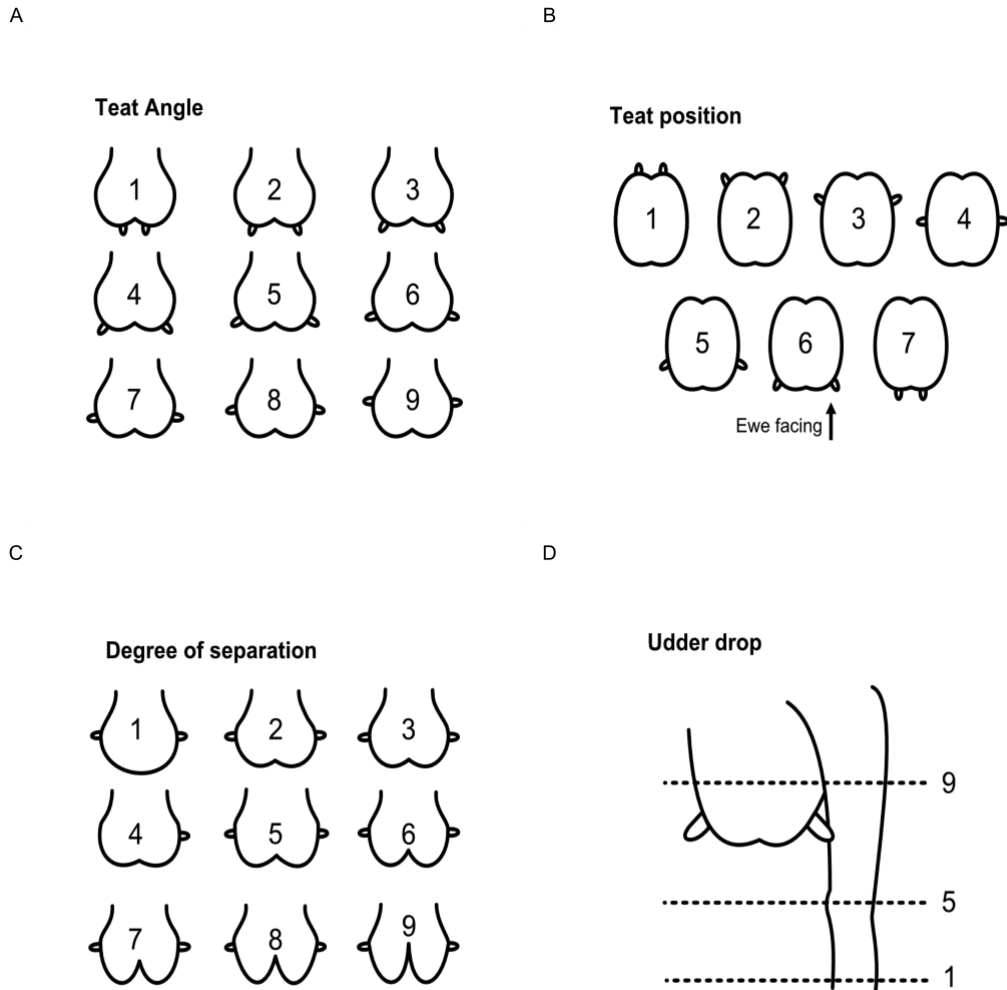 A
B
Teat Angle
1 2 3
4 5 6
7 8 9
Teat position
1 2 3 4
5 6 7
Ewe facing
C
D
Degree of separation
1 2 3
4 5 6
7 8 9
Udder drop
9
5
1